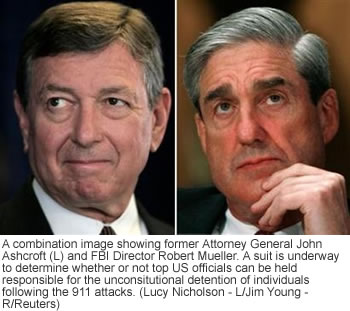 A combination image showing former Attorney General John
Ashcroft (L) and FBI Director Robert Mueller. A suit is underway
to determine whether or not top US officials can be held
responsible for the unconsitutional detention of individuals
following the 911 attacks. (Lucy Nicholson - L/Jim Young -
R/Reuters)